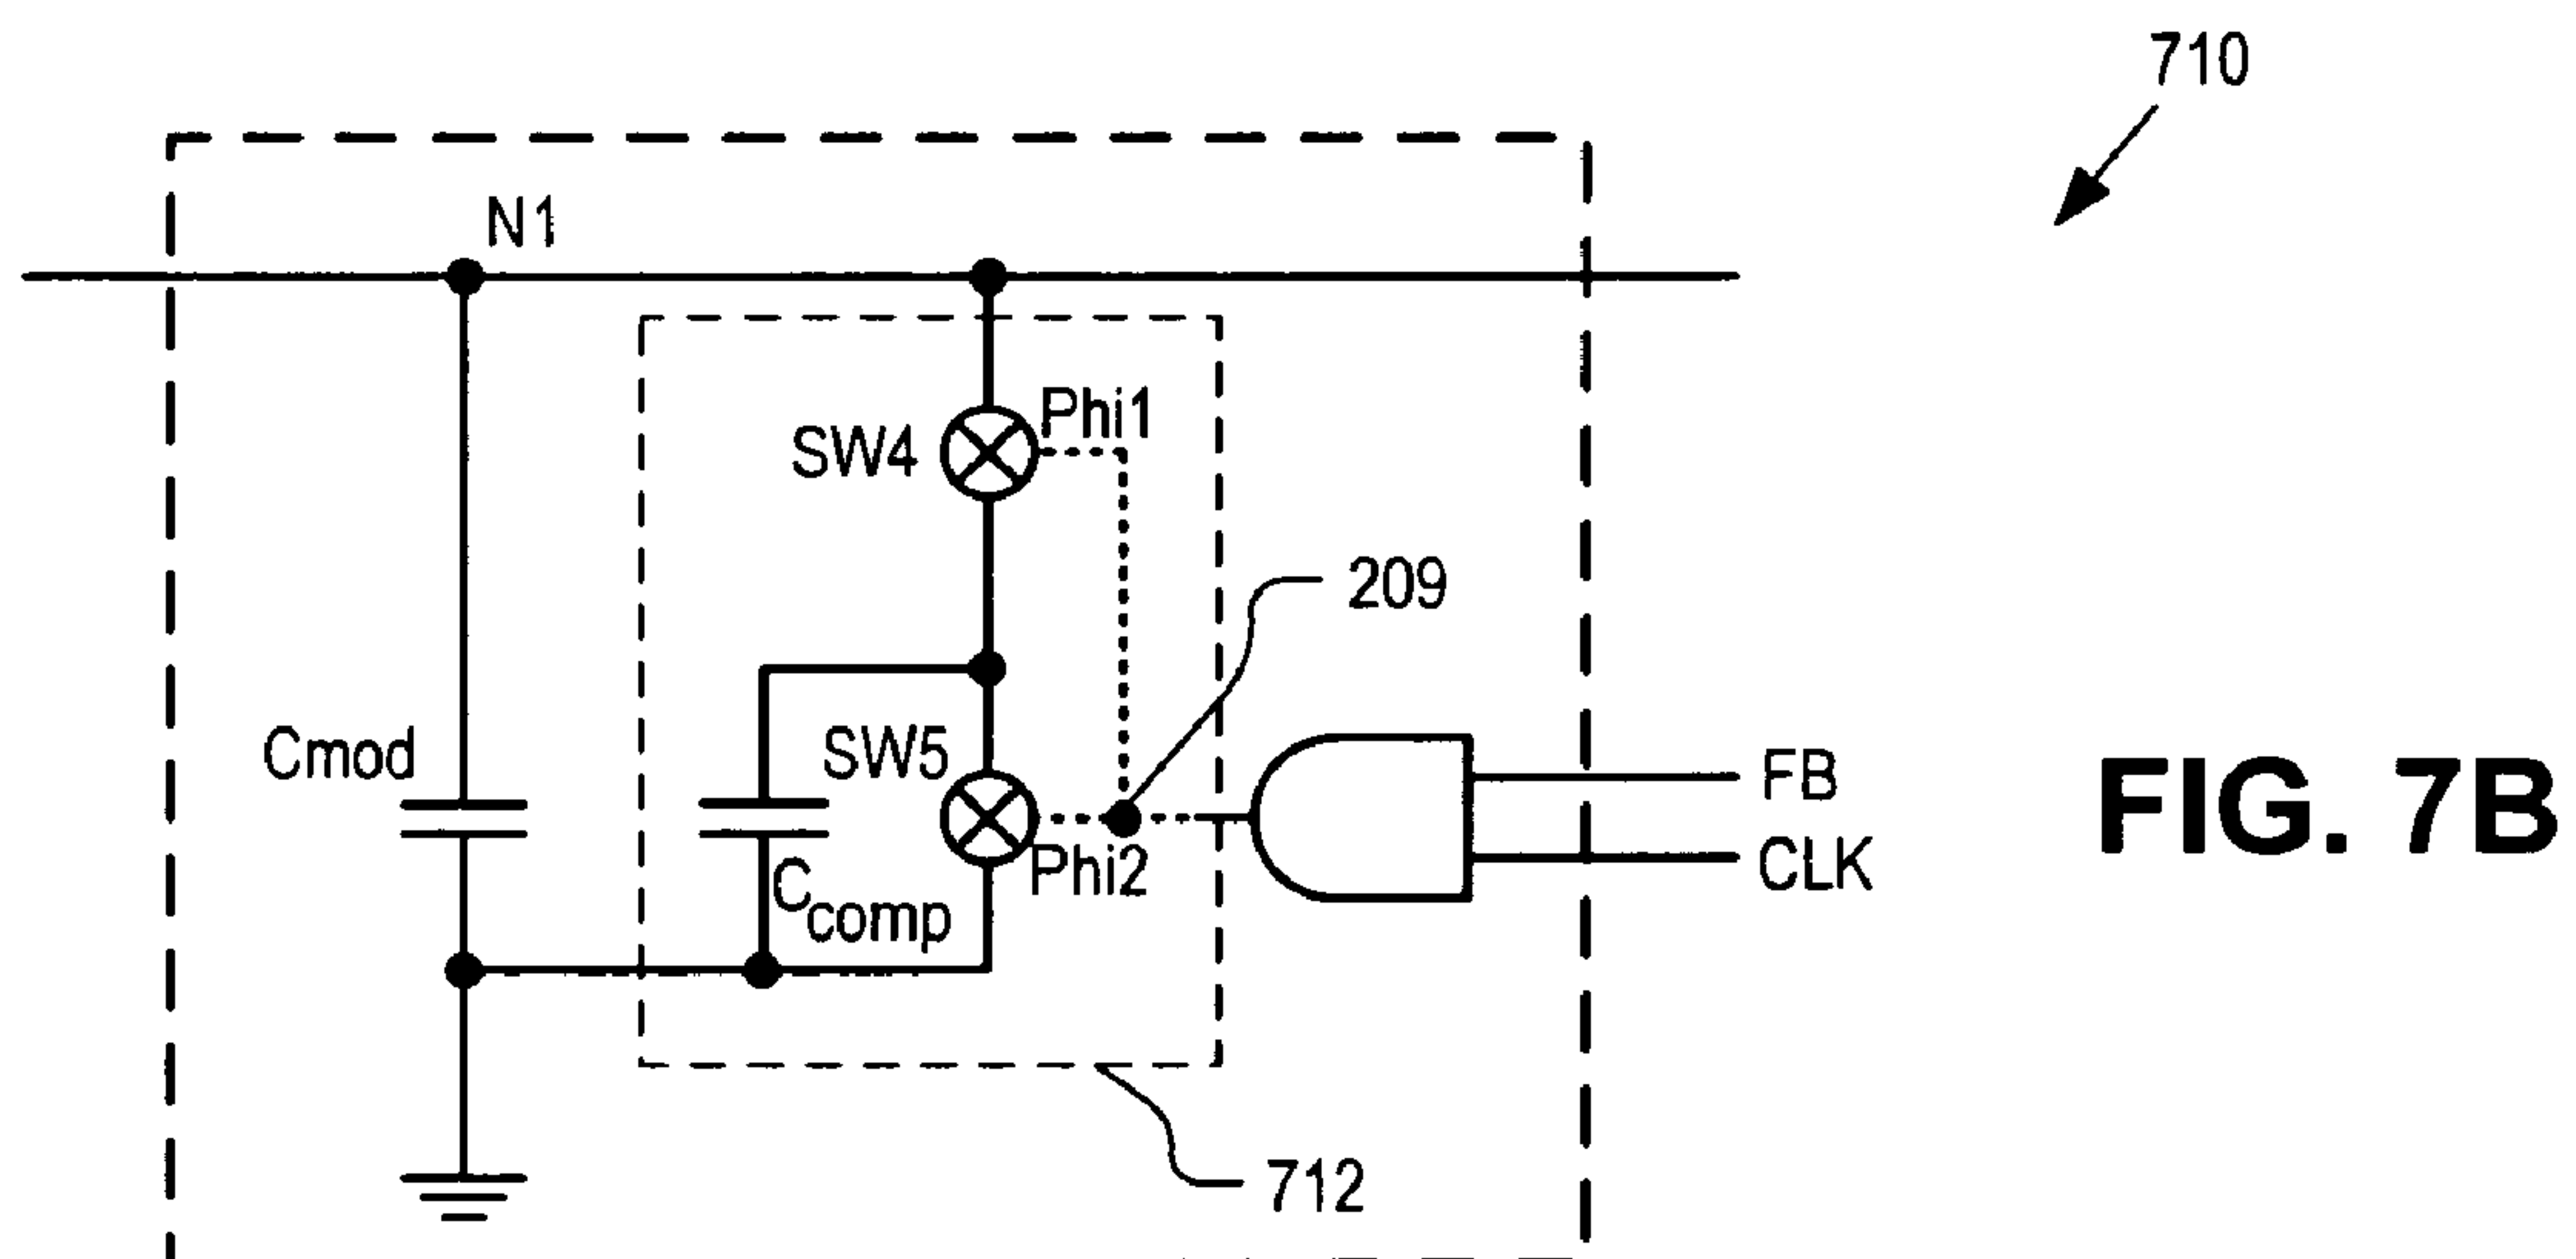 710
N1
Phi1
SW4
209
Cmod
SW5
FB
FIG. 7B
Phi2
CLK
Ccomp
712